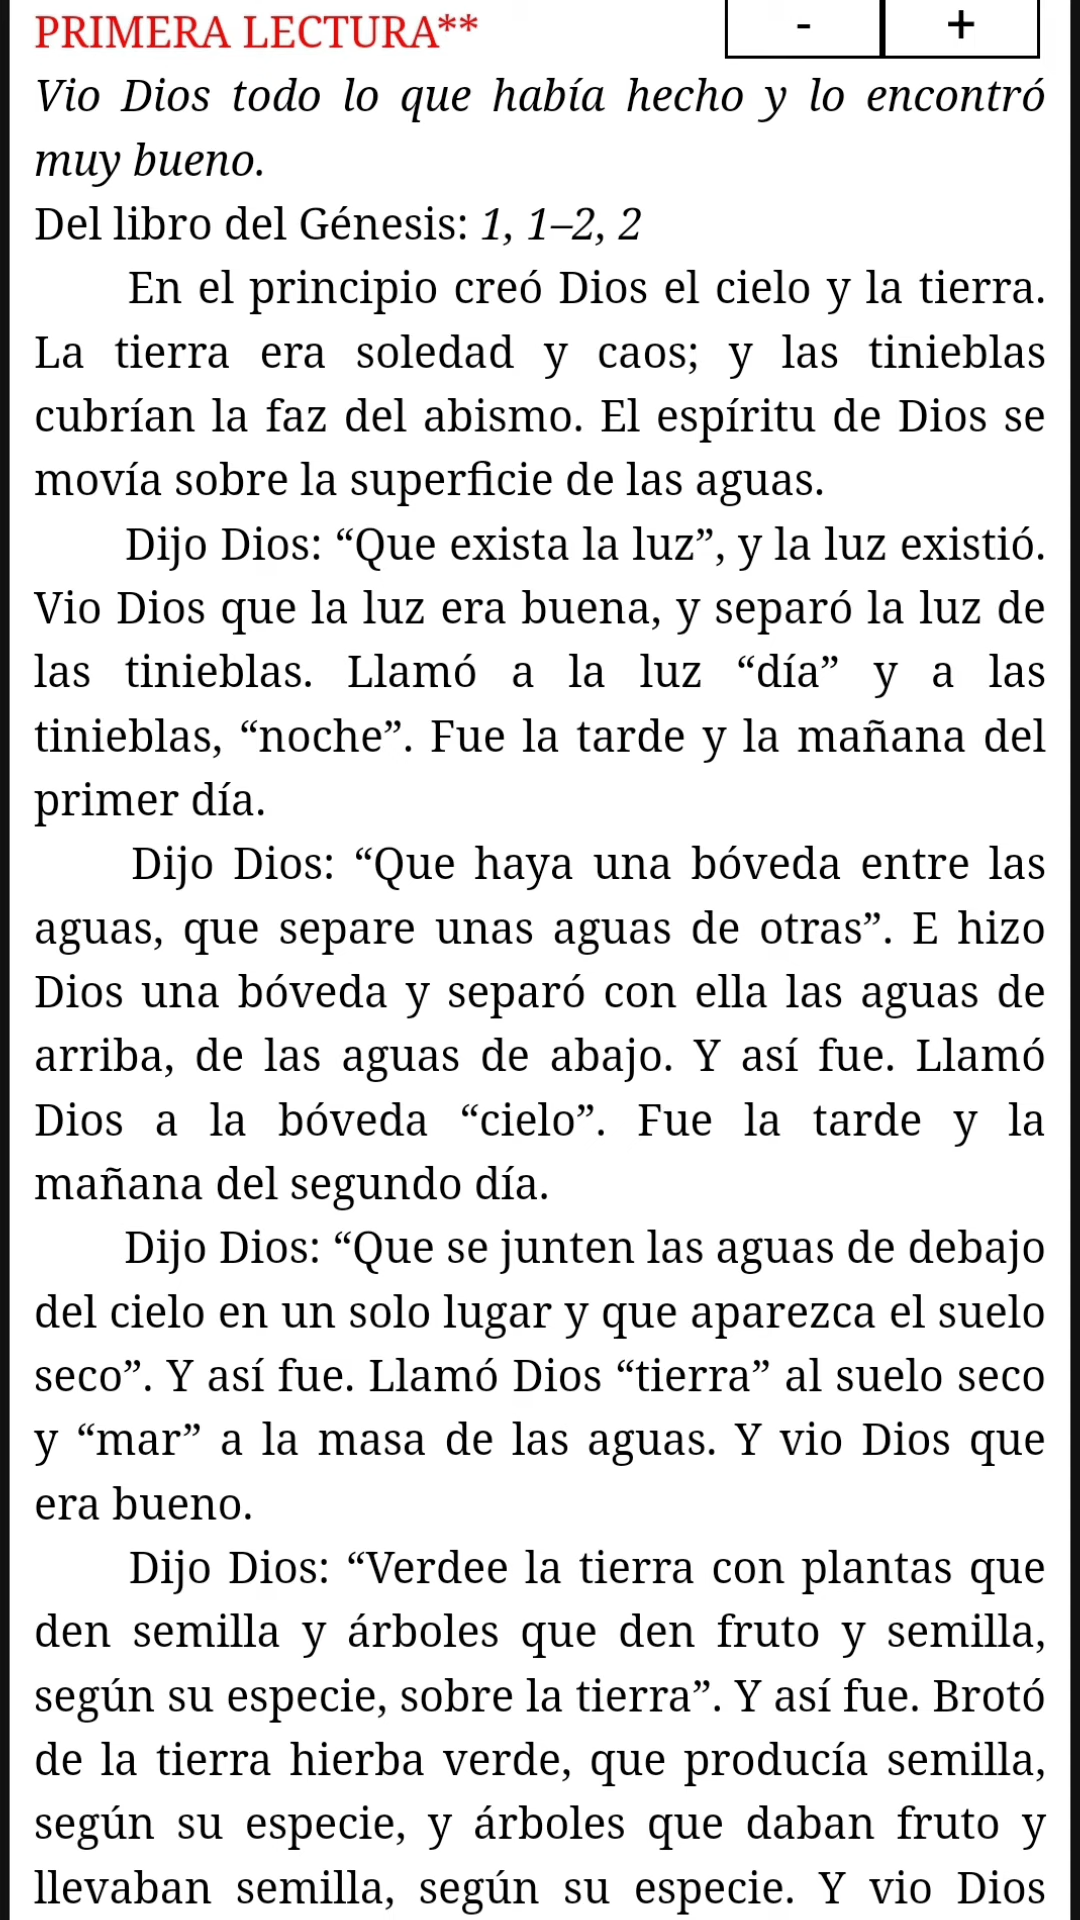 PRIMERA LECTURA**
- +
Vio Dios todo lo que había hecho y lo encontró
muy bueno.
Del libro del Génesis: 1, 1–2, 2
En el principio creó Dios el cielo y la tierra.
La tierra era soledad y caos; y las tinieblas
cubrían la faz del abismo. El espíritu de Dios se
movía sobre la superficie de las aguas.
Dijo Dios: “Que exista la luz”, y la luz existió.
Vio Dios que la luz era buena, y separó la luz de
las tinieblas. Llamó a la luz “día” y a las
tinieblas, “noche”. Fue la tarde y la mañana del
primer día.
Dijo Dios: “Que haya una bóveda entre las
aguas, que separe unas aguas de otras”. E hizo
Dios una bóveda y separó con ella las aguas de
arriba, de las aguas de abajo. Y así fue. Llamó
Dios a la bóveda “cielo”. Fue la tarde y la
mañana del segundo día.
Dijo Dios: “Que se junten las aguas de debajo
del cielo en un solo lugar y que aparezca el suelo
seco”. Y así fue. Llamó Dios “tierra” al suelo seco
y “mar” a la masa de las aguas. Y vio Dios que
era bueno.
Dijo Dios: “Verdee la tierra con plantas que
den semilla y árboles que den fruto y semilla,
según su especie, sobre la tierra”. Y así fue. Brotó
de la tierra hierba verde, que producía semilla,
según su especie, y árboles que daban fruto y
llevaban semilla, según su especie. Y vio Dios